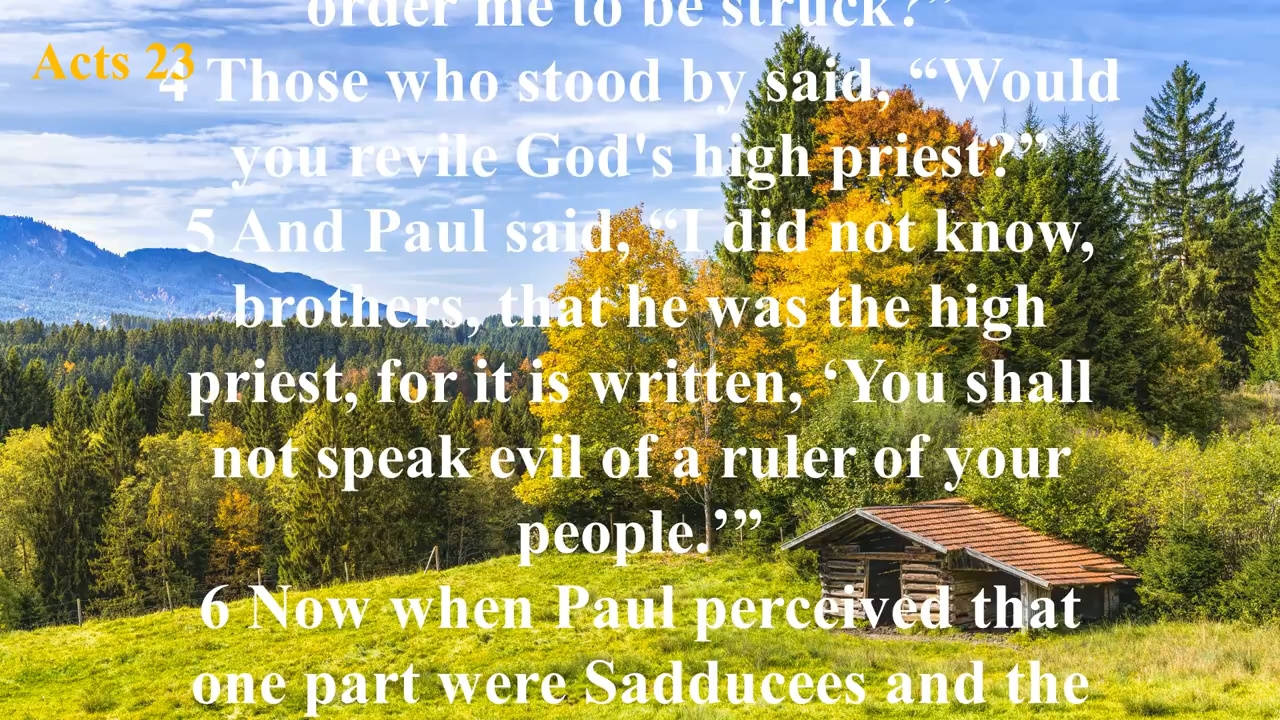 order me to be struck?”
Acts 23
4 Those who stood by said, “Would
you revile God's high priest?”
5 And Paul said, “I did not know,
brothers, that he was the high
priest, for it is written, ‘You shall
not speak evil of a ruler of your
people.’”
6 Now when Paul perceived that
one part were Sadducees and the